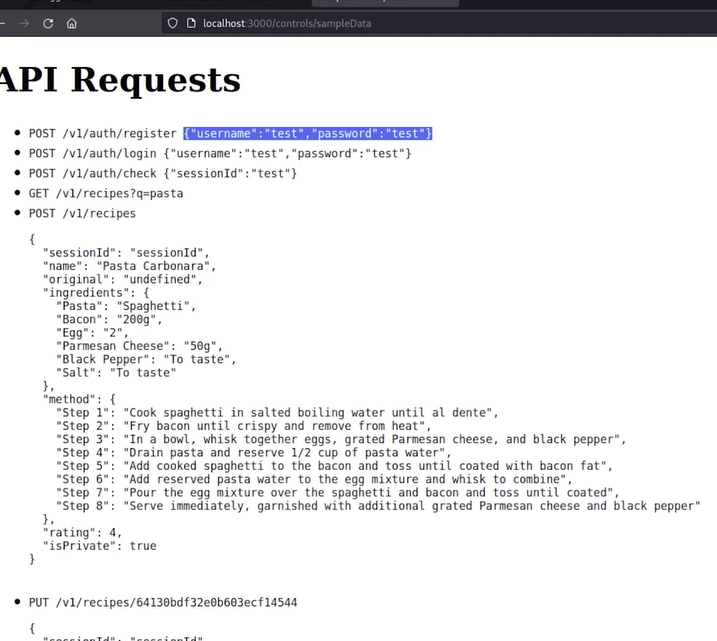 localhost:3000/controls/sampleData
API Requests
POST /v1/auth/register {"username":"test","password":"test"}
POST /v1/auth/login {"username":"test","password":"test"}
POST /v1/auth/check {"sessionId":"test"}
GET /v1/recipes?q=pasta
POST /v1/recipes
{
"sessionId": "sessionId",
"name": "Pasta Carbonara",
"original": "undefined",
"ingredients": {
"Pasta": "Spaghetti",
"Bacon": "200g",
"Egg": "2",
"Parmesan Cheese": "50g",
"Black Pepper": "To taste",
"Salt": "To taste"
},
"method": {
"Step 1": "Cook spaghetti in salted boiling water until al dente",
"Step 2": "Fry bacon until crispy and remove from heat",
"Step 3": "In a bowl, whisk together eggs, grated Parmesan cheese, and black pepper",
"Step 4": "Drain pasta and reserve 1/2 cup of pasta water",
"Step 5": "Add cooked spaghetti to the bacon and toss until coated with bacon fat",
"Step 6": "Add reserved pasta water to the egg mixture and whisk to combine",
"Step 7": "Pour the egg mixture over the spaghetti and bacon and toss until coated",
"Step 8": "Serve immediately, garnished with additional grated Parmesan cheese and black pepper"
},
"rating": 4,
"isPrivate": true
}
PUT /v1/recipes/64130bdf32e0b603ecf14544
{
"sessionId": "sessionId"